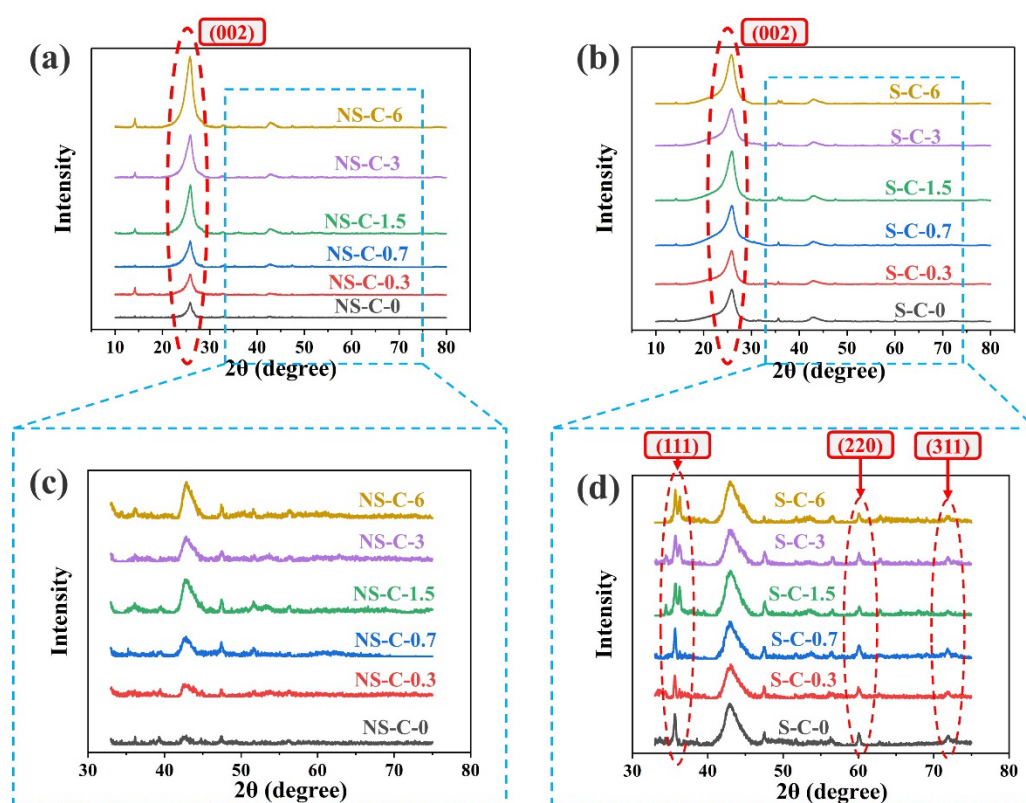 (a)
(002)
NS-C-6
NS-C-3
NS-C-1.5
NS-C-0.7
NS-C-0.3
NS-C-0
Intensity
10 20 30 40 50 60 70 80
2θ (degree)
(b)
(002)
S-C-6
S-C-3
S-C-1.5
S-C-0.7
S-C-0.3
S-C-0
Intensity
10 20 30 40 50 60 70 80
2θ (degree)
(c)
NS-C-6
NS-C-3
NS-C-1.5
NS-C-0.7
NS-C-0.3
NS-C-0
Intensity
30 40 50 60 70 80
2θ (degree)
(111) (220) (311)
(d)
S-C-6
S-C-3
S-C-1.5
S-C-0.7
S-C-0.3
S-C-0
Intensity
30 40 50 60 70 80
2θ (degree)